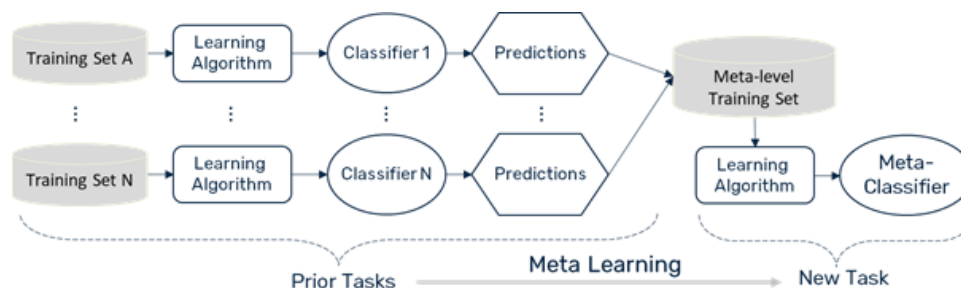 Training Set A
Learning
Algorithm
Classifier 1
Predictions
Meta-level
Training Set
Training Set N
Learning
Algorithm
Classifier N
Predictions
Learning
Algorithm
Meta-
Classifier
Prior Tasks
Meta Learning
New Task